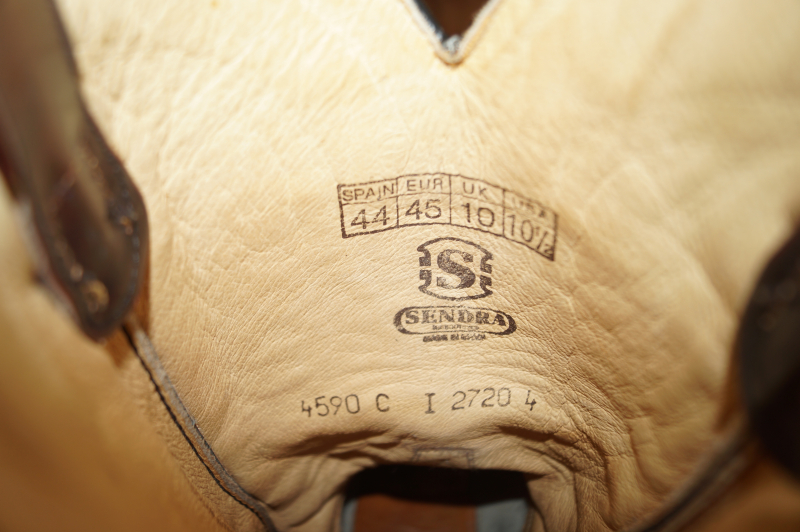 SPAIN EUR UK USA
44 45 10 10½
S
SENDRA
4590 C I 2720 4